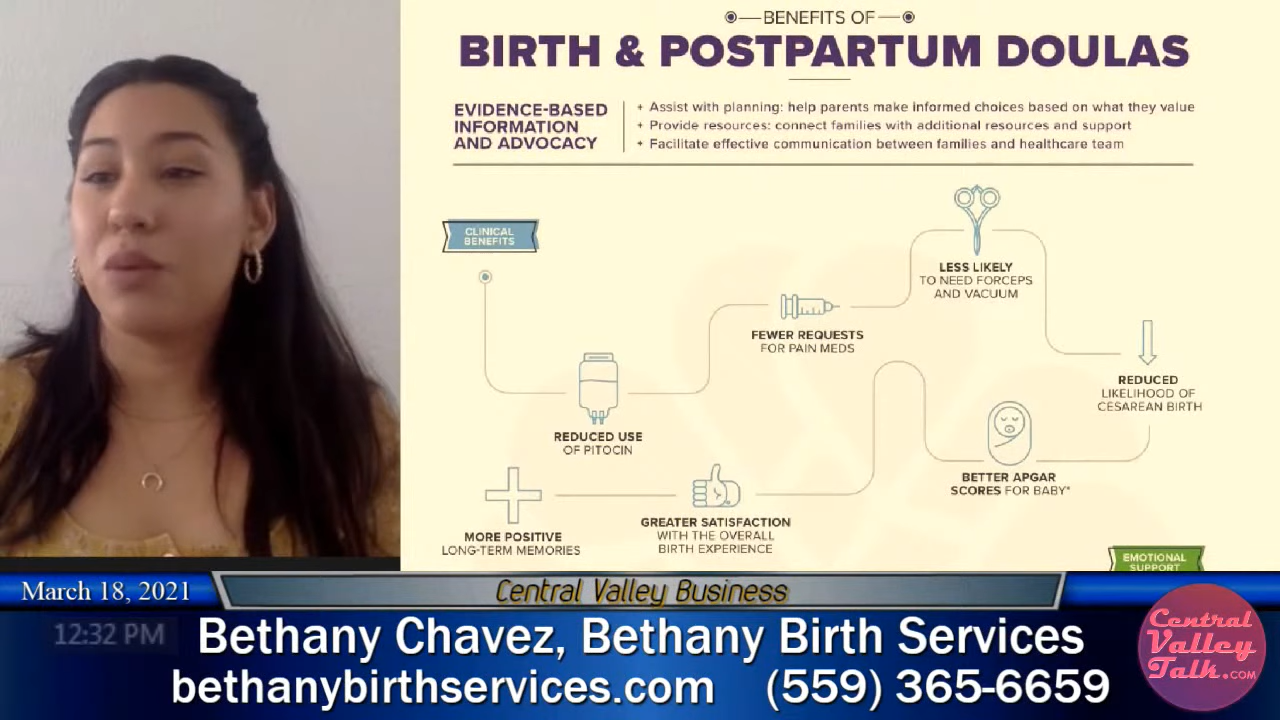 BENEFITS OF
BIRTH & POSTPARTUM DOULAS
EVIDENCE-BASED
INFORMATION
AND ADVOCACY
+ Assist with planning: help parents make informed choices based on what they value
+ Provide resources: connect families with additional resources and support
+ Facilitate effective communication between families and healthcare team
CLINICAL
BENEFITS
LESS LIKELY
TO NEED FORCEPS
AND VACUUM
FEWER REQUESTS
FOR PAIN MEDS
REDUCED
LIKELIHOOD OF
CESAREAN BIRTH
REDUCED USE
OF PITOCIN
BETTER APGAR
SCORES FOR BABY*
GREATER SATISFACTION
WITH THE OVERALL
BIRTH EXPERIENCE
MORE POSITIVE
LONG-TERM MEMORIES
EMOTIONAL
SUPPORT
March 18, 2021
Central Valley Business
12:32 PM
Bethany Chavez, Bethany Birth Services
bethanybirthservices.com (559) 365-6659
Central
Valley
Talk.COM